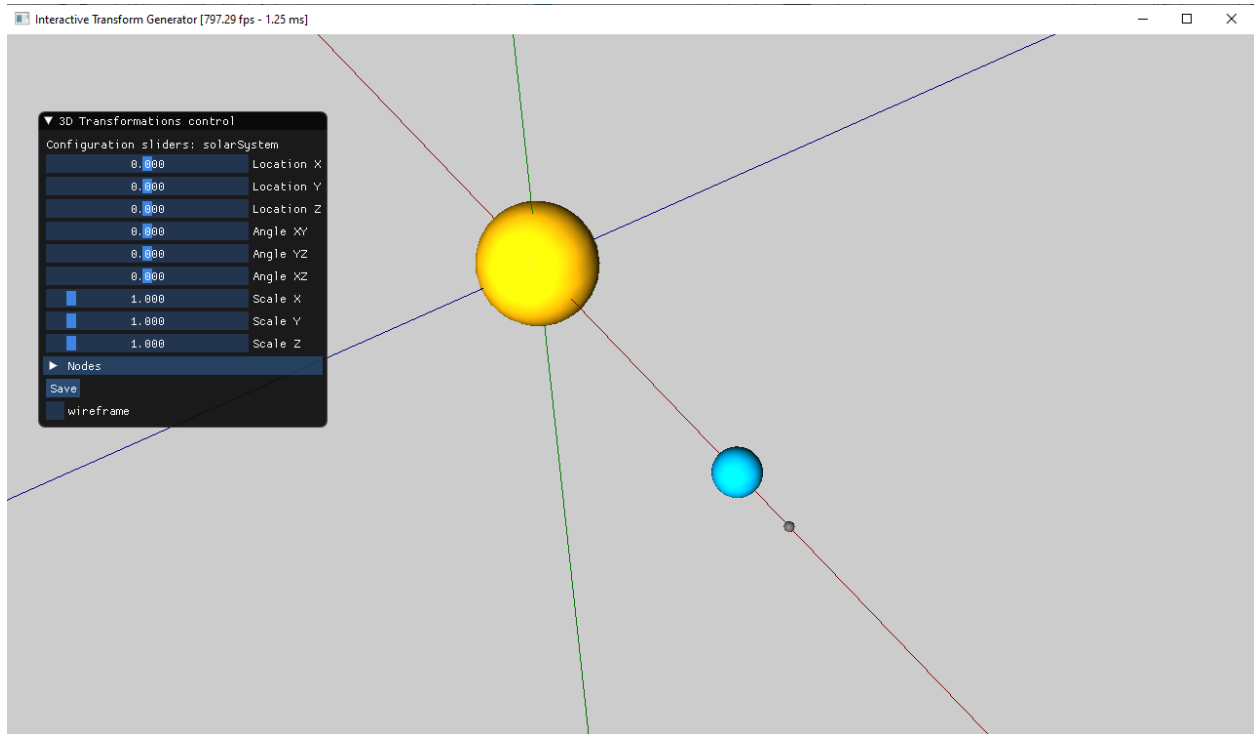 Interactive Transform Generator [797.29 fps - 1.25 ms]
3D Transformations control
Configuration sliders: solarSystem
0.000 Location X
0.000 Location Y
0.000 Location Z
0.000 Angle XY
0.000 Angle YZ
0.000 Angle XZ
1.000 Scale X
1.000 Scale Y
1.000 Scale Z
Nodes
Save
wireframe